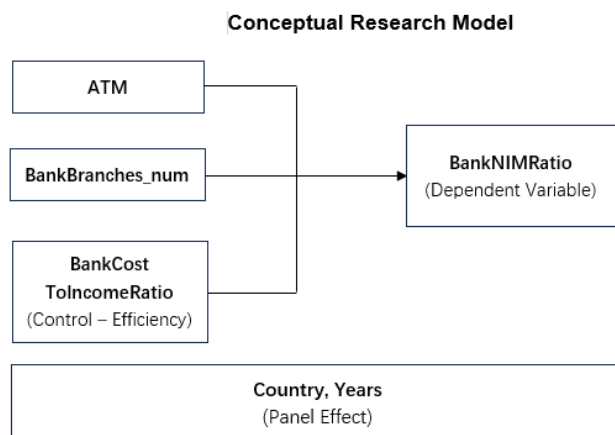 Conceptual Research Model
ATM
BankBranches_num
BankCost
ToIncomeRatio
(Control – Efficiency)
BankNIMRatio
(Dependent Variable)
Country, Years
(Panel Effect)